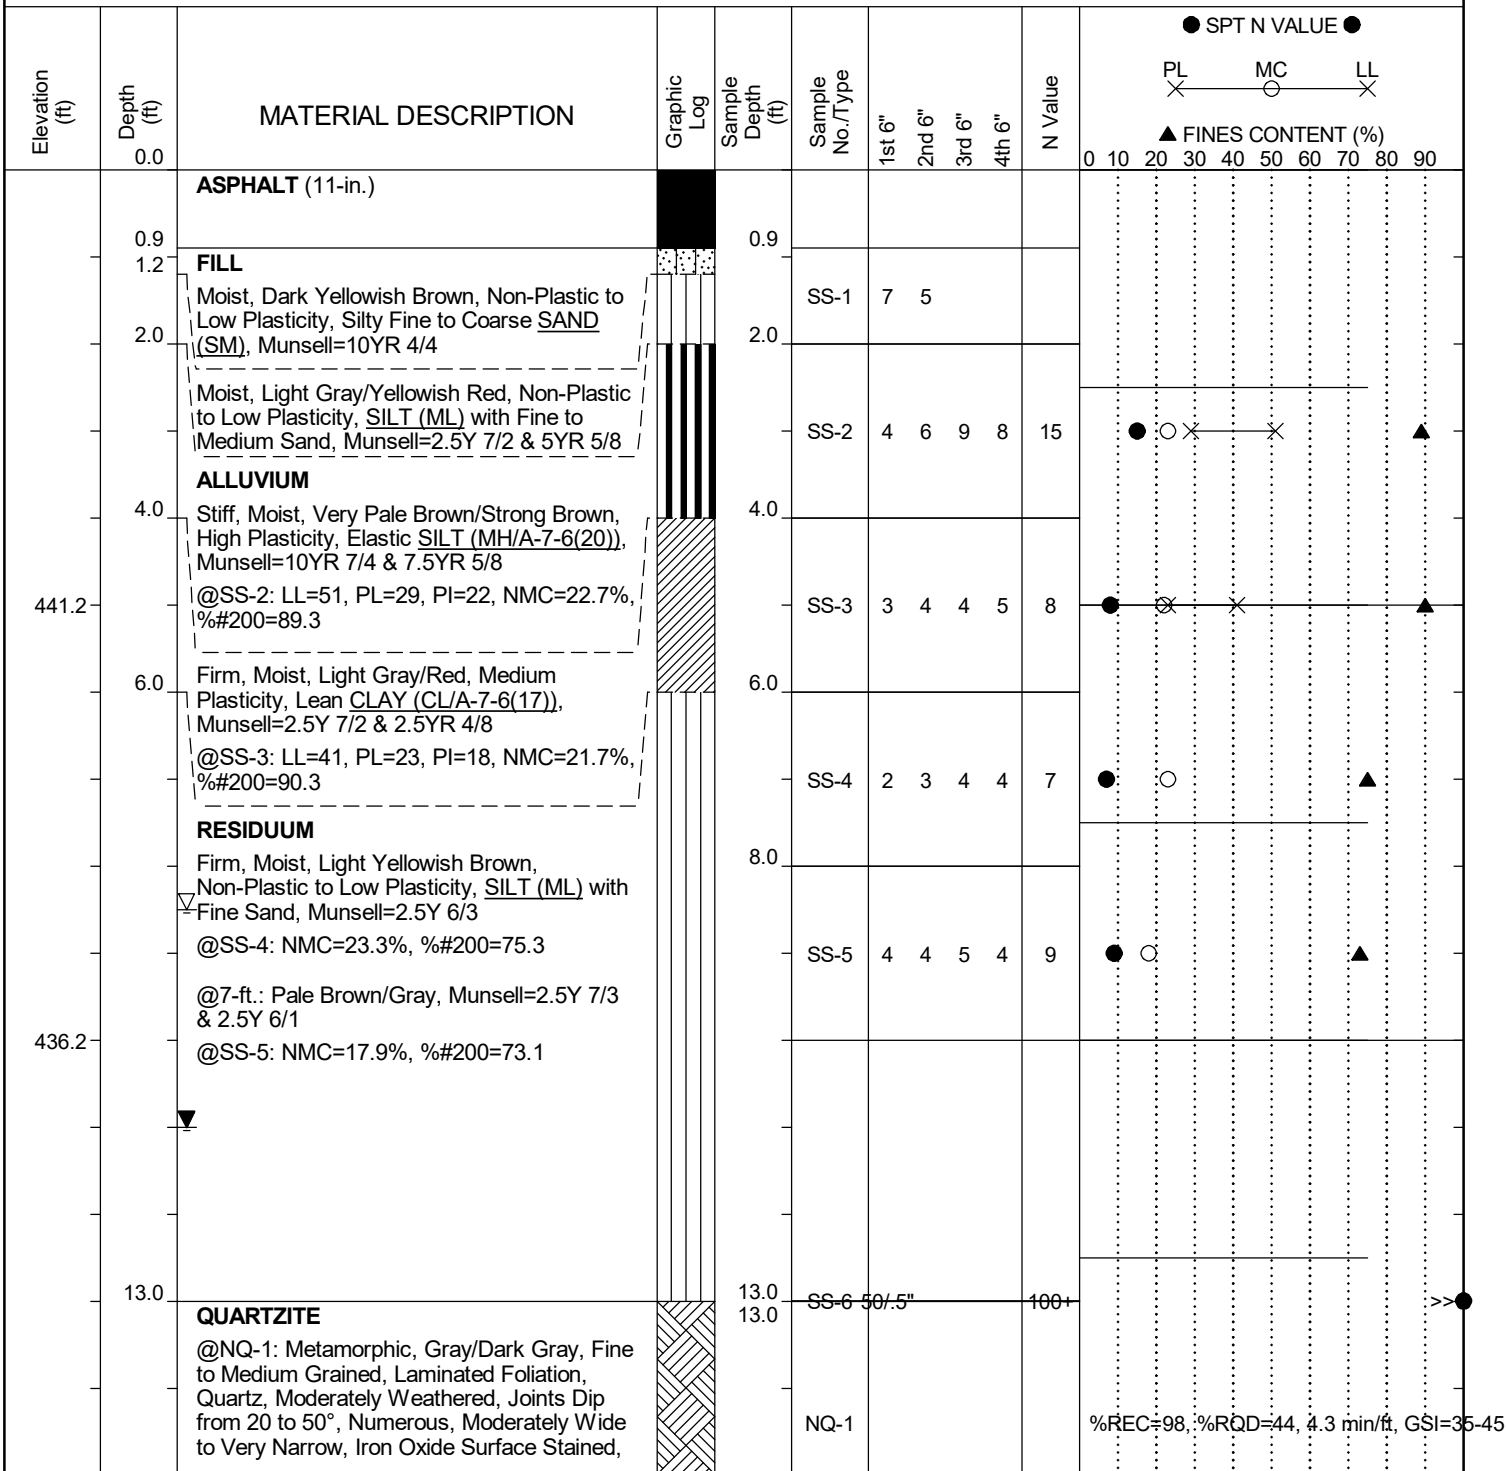 ● SPT N VALUE ●
PL MC LL
▲ FINES CONTENT (%)
Elevation (ft)
Depth (ft)
0.0
MATERIAL DESCRIPTION
Graphic Log
Sample Depth (ft)
Sample No./Type
1st 6"
2nd 6"
3rd 6"
4th 6"
N Value
0 10 20 30 40 50 60 70 80 90
ASPHALT (11-in.)
0.9 0.9
1.2 FILL
Moist, Dark Yellowish Brown, Non-Plastic to
Low Plasticity, Silty Fine to Coarse SAND
(SM), Munsell=10YR 4/4
SS-1 7 5
2.0 2.0
Moist, Light Gray/Yellowish Red, Non-Plastic
to Low Plasticity, SILT (ML) with Fine to
Medium Sand, Munsell=2.5Y 7/2 & 5YR 5/8
SS-2 4 6 9 8 15
ALLUVIUM
4.0 4.0
Stiff, Moist, Very Pale Brown/Strong Brown,
High Plasticity, Elastic SILT (MH/A-7-6(20)),
Munsell=10YR 7/4 & 7.5YR 5/8
@SS-2: LL=51, PL=29, PI=22, NMC=22.7%,
%#200=89.3
441.2
SS-3 3 4 4 5 8
6.0 6.0
Firm, Moist, Light Gray/Red, Medium
Plasticity, Lean CLAY (CL/A-7-6(17)),
Munsell=2.5Y 7/2 & 2.5YR 4/8
@SS-3: LL=41, PL=23, PI=18, NMC=21.7%,
%#200=90.3
SS-4 2 3 4 4 7
RESIDUUM
8.0
Firm, Moist, Light Yellowish Brown,
Non-Plastic to Low Plasticity, SILT (ML) with
Fine Sand, Munsell=2.5Y 6/3
@SS-4: NMC=23.3%, %#200=75.3
SS-5 4 4 5 4 9
@7-ft.: Pale Brown/Gray, Munsell=2.5Y 7/3
& 2.5Y 6/1
436.2
@SS-5: NMC=17.9%, %#200=73.1
13.0 13.0
SS-6 50/.5" 100+ >>
13.0
QUARTZITE
@NQ-1: Metamorphic, Gray/Dark Gray, Fine
to Medium Grained, Laminated Foliation,
Quartz, Moderately Weathered, Joints Dip
from 20 to 50°, Numerous, Moderately Wide
to Very Narrow, Iron Oxide Surface Stained,
NQ-1 %REC=98, %RQD=44, 4.3 min/ft, GSI=35-45